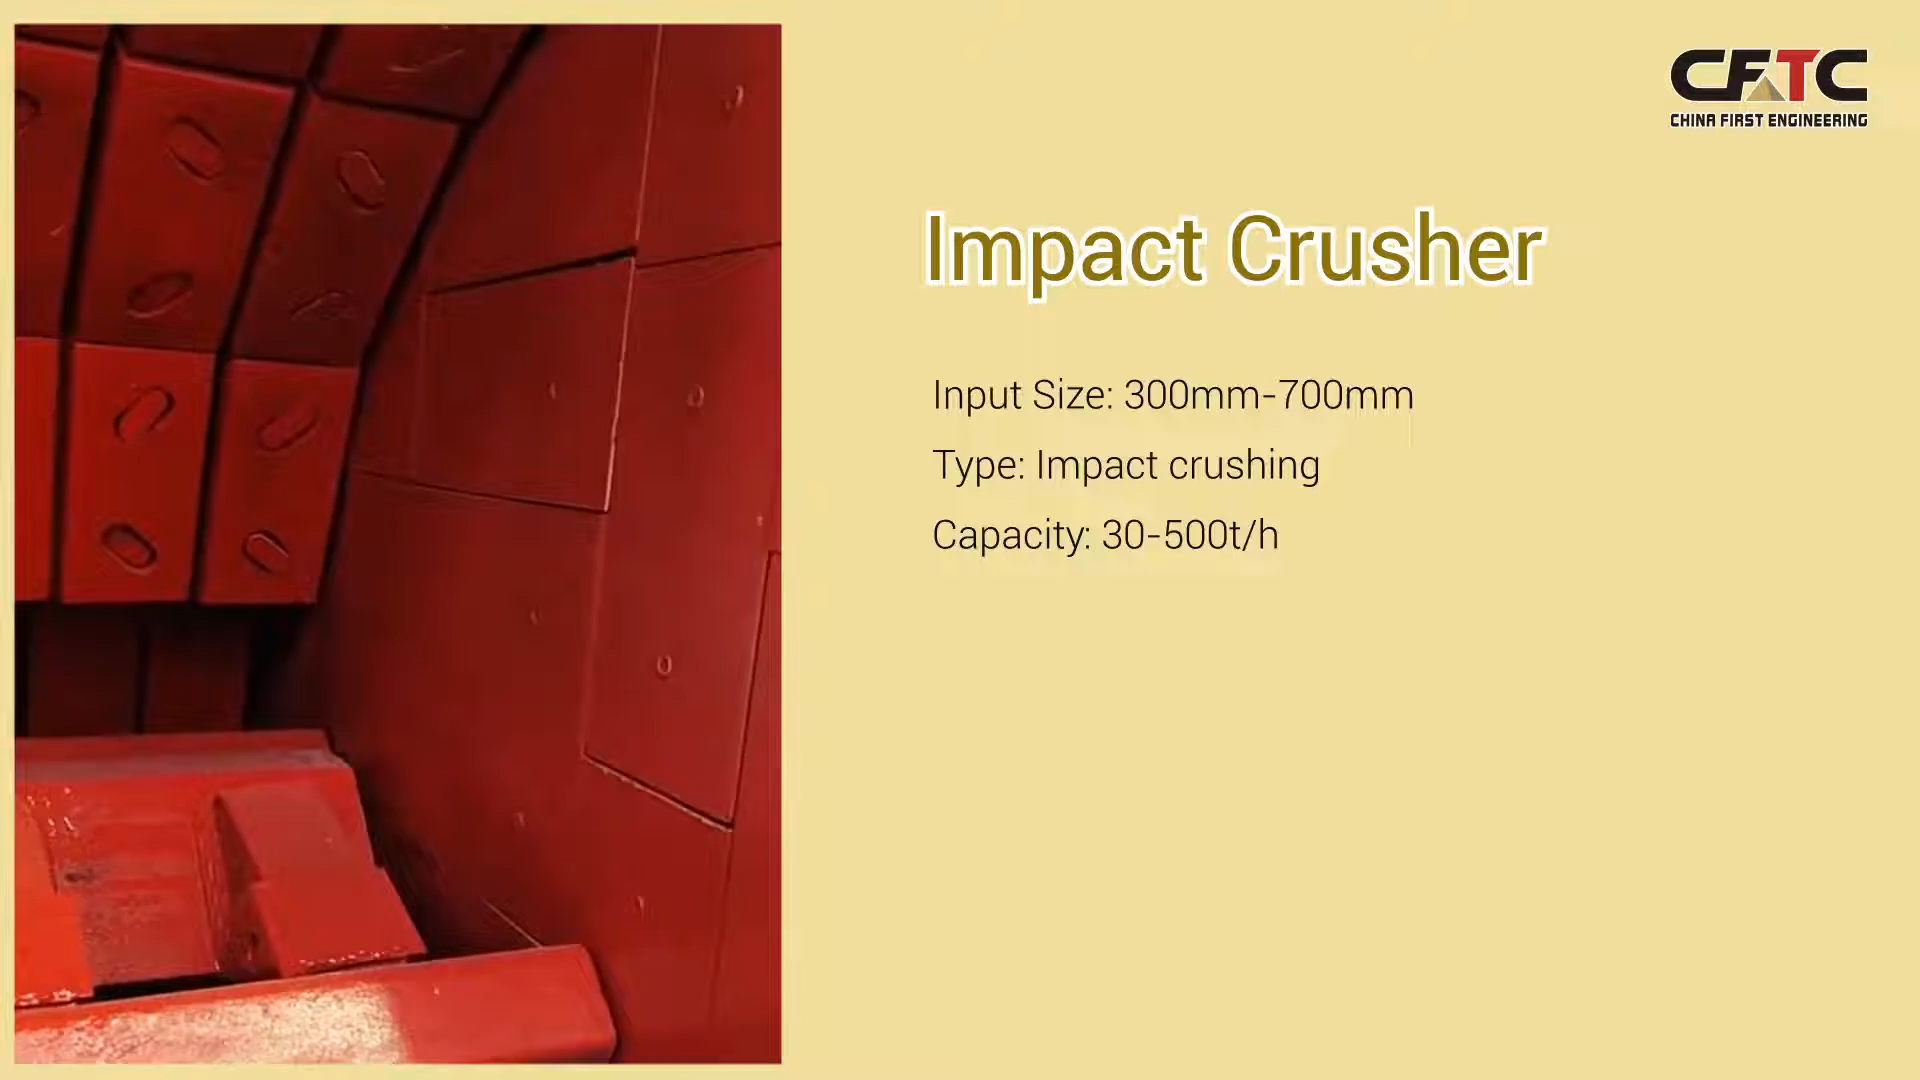 CFTC
CHINA FIRST ENGINEERING
Impact Crusher
Input Size: 300mm-700mm
Type: Impact crushing
Capacity: 30-500t/h